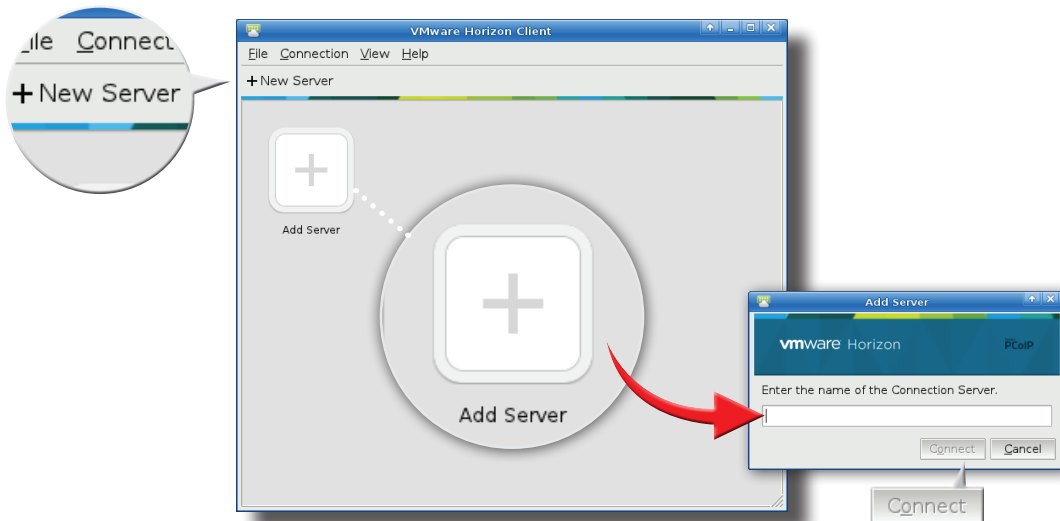 ile Connect
+ New Server
VMware Horizon Client
File Connection View Help
+ New Server
Add Server
Add Server
Add Server
vmware Horizon
PCoIP
Enter the name of the Connection Server.
Connect Cancel
Connect